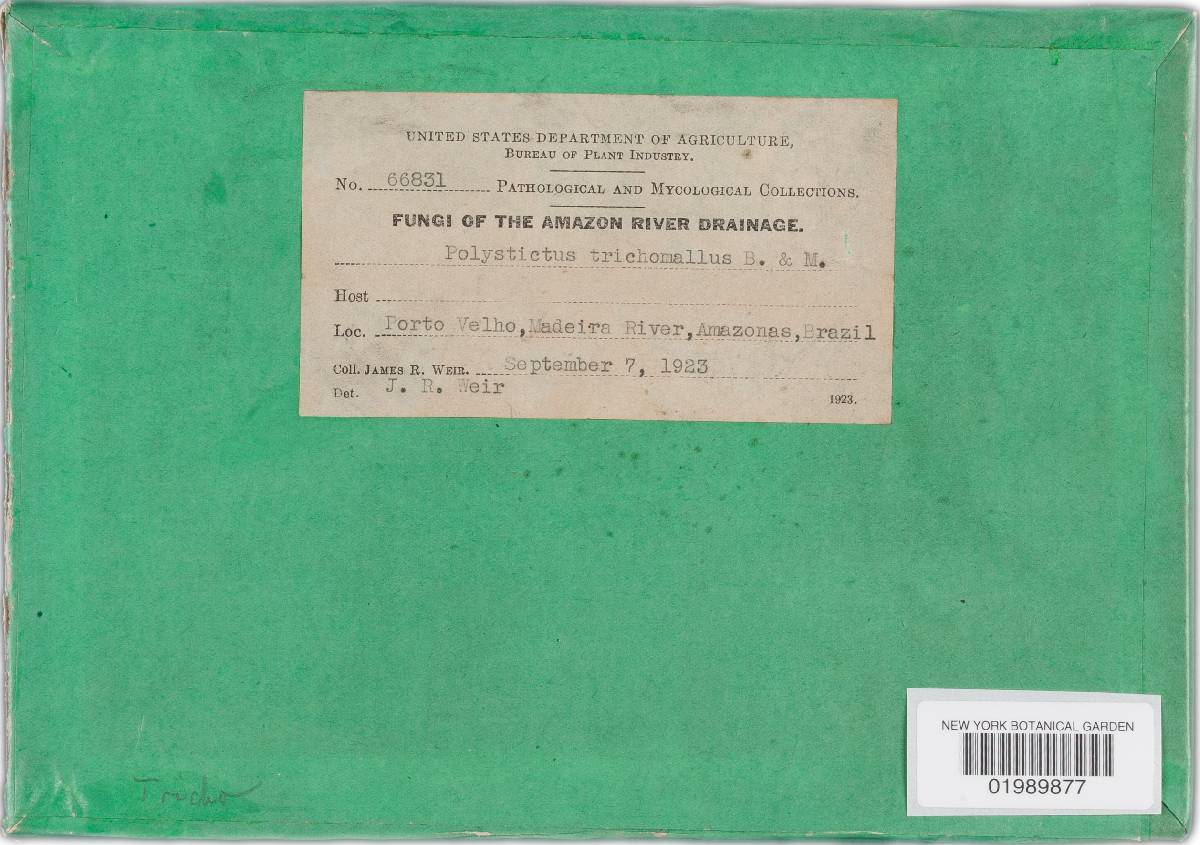 UNITED STATES DEPARTMENT OF AGRICULTURE,
BUREAU OF PLANT INDUSTRY.
No. 66831 PATHOLOGICAL AND MYCOLOGICAL COLLECTIONS.
FUNGI OF THE AMAZON RIVER DRAINAGE.
Polystictus trichomallus B. & M.
Host
Loc. Porto Velho, Madeira River, Amazonas, Brazil
Coll. JAMES R. WEIR. September 7, 1923
Det. J. R. Weir 1923.
Tricho
NEW YORK BOTANICAL GARDEN
01989877